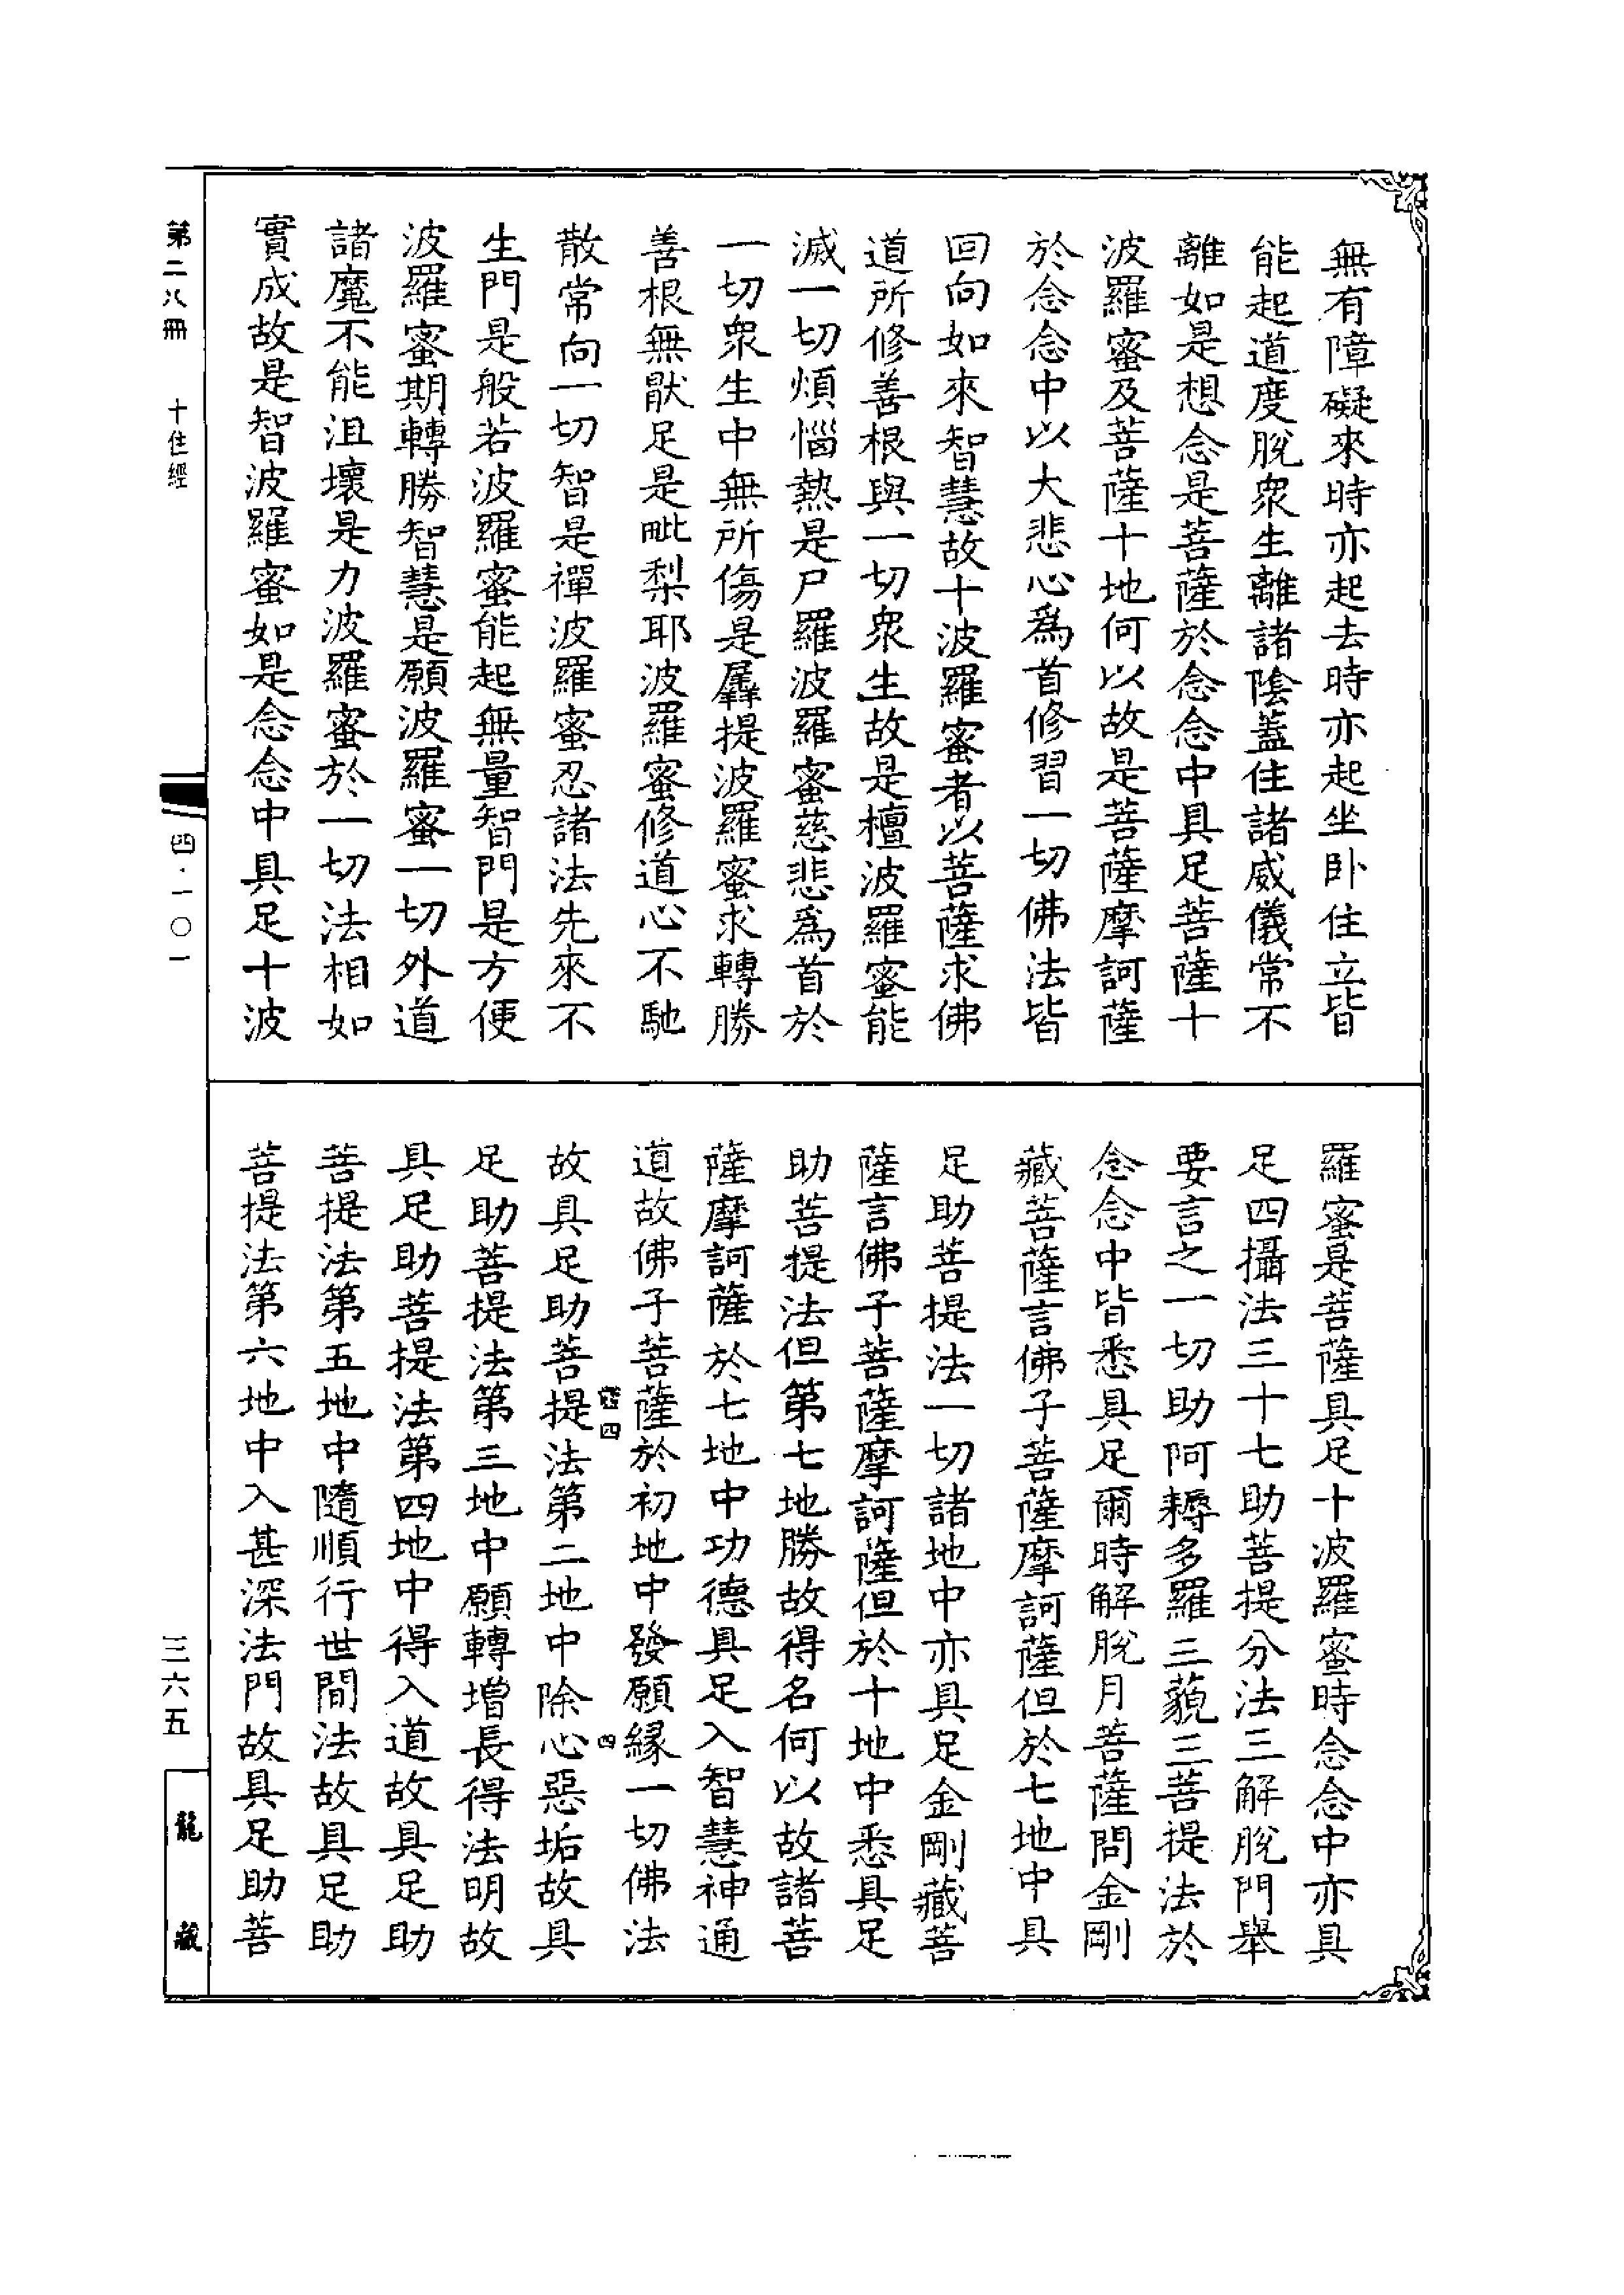 無有障礙來時亦起去時亦起坐卧住立皆
能起道度脫衆生離諸陰蓋住諸威儀常不
離如是想念是菩薩於念念中具足菩薩十
波羅蜜及菩薩十地何以故是菩薩摩訶薩
於念念中以大悲心爲首修習一切佛法皆
回向如來智慧故十波羅蜜者以菩薩求佛
道所修善根與一切衆生故是檀波羅蜜能
滅一切煩惱熱是尸羅波羅蜜慈悲爲首於
一切衆生中無所傷是羼提波羅蜜求轉勝
善根無猒足是毗梨耶波羅蜜修道心不馳
散常向一切智是禪波羅蜜忍諸法先來不
生門是般若波羅蜜能起無量智門是方便
波羅蜜期轉勝智慧是願波羅蜜一切外道
諸魔不能沮壞是力波羅蜜於一切法相如
實成故是智波羅蜜如是念念中具足十波
羅蜜是菩薩具足十波羅蜜時念念中亦具
足四攝法三十七助菩提分法三解脫門舉
要言之一切助阿耨多羅三藐三菩提法於
念念中皆悉具足爾時解脫月菩薩問金剛
藏菩薩言佛子菩薩摩訶薩但於七地中具
足助菩提法一切諸地中亦具足金剛藏菩
薩言佛子菩薩摩訶薩但於十地中悉具足
助菩提法但第七地勝故得名何以故諸菩
薩摩訶薩於七地中功德具足入智慧神通
道故佛子菩薩於初地中發願緣一切佛法
故具足助菩提法第二地中除心惡垢故具
足助菩提法第三地中願轉增長得法明故
具足助菩提法第四地中得入道故具足助
菩提法第五地中隨順行世間法故具足助
菩提法第六地中入甚深法門故具足助菩
四
四
第二八冊
十住經
四·一〇一
三六五
龍藏